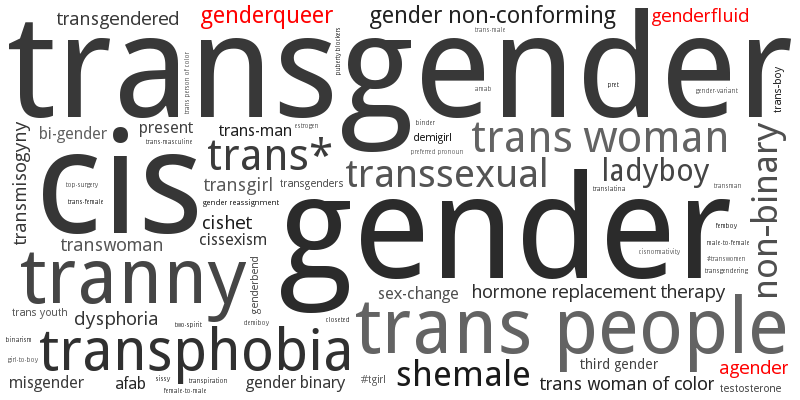 transgendered
genderqueer
gender non-conforming
genderfluid
transgender
trans-male
puberty blockers
trans person of color
amab
pret
gender-variant
trans-boy
transmisogyny
bi-gender
present
trans-masculine
trans-man
estrogen
binder
demigirl
preferred pronoun
trans woman
non-binary
cis
trans*
top-surgery
trans-female
transgirl
transgenders
transsexual
ladyboy
translatina
transman
gender reassignment
cishet
cissexism
gender
femboy
male-to-female
cisnormativity
#transwomen
transgendering
transwoman
tranny
genderbend
sex-change
hormone replacement therapy
trans youth
dysphoria
two-spirit
demiboy
closeted
trans people
binarism
girl-to-boy
transphobia
misgender
afab
sissy
transpiration
female-to-male
gender binary
#tgirl
shemale
third gender
trans woman of color
agender
testosterone